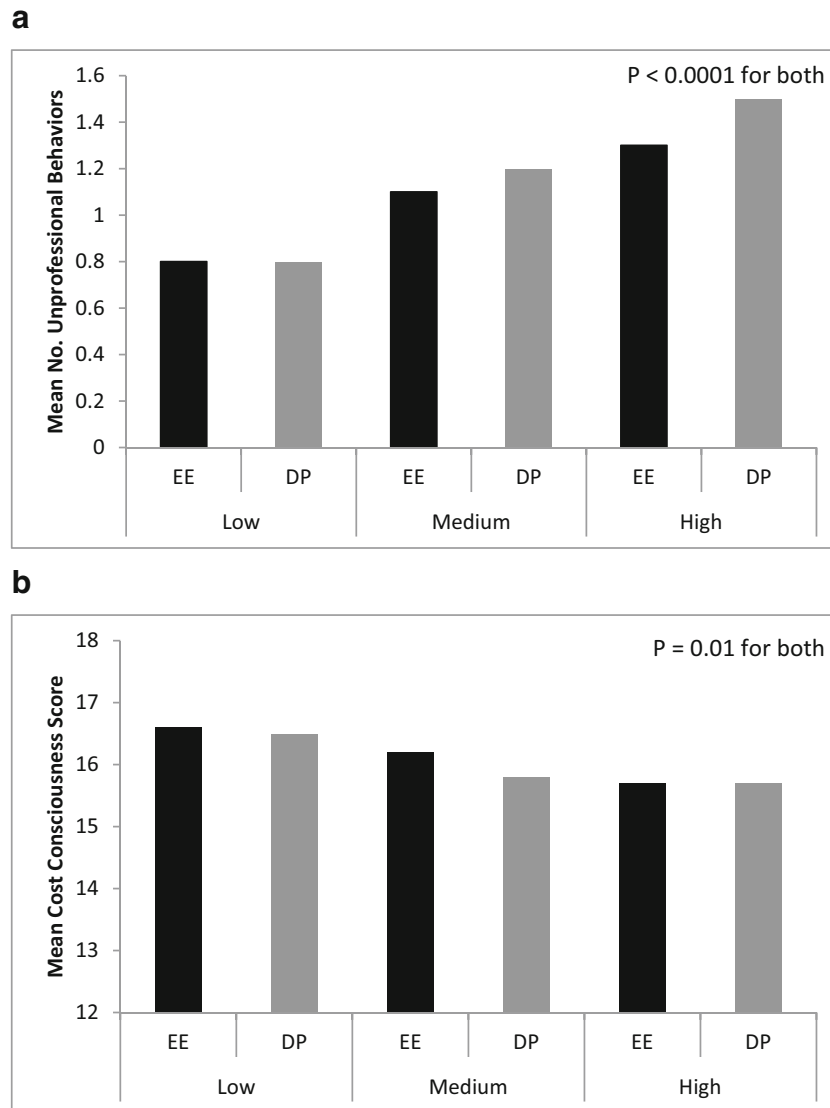 a
P < 0.0001 for both
Mean No. Unprofessional Behaviors
1.6
1.4
1.2
1
0.8
0.6
0.4
0.2
0
EE DP EE DP EE DP
Low Medium High
b
P = 0.01 for both
Mean Cost Consciousness Score
18
17
16
15
14
13
12
EE DP EE DP EE DP
Low Medium High